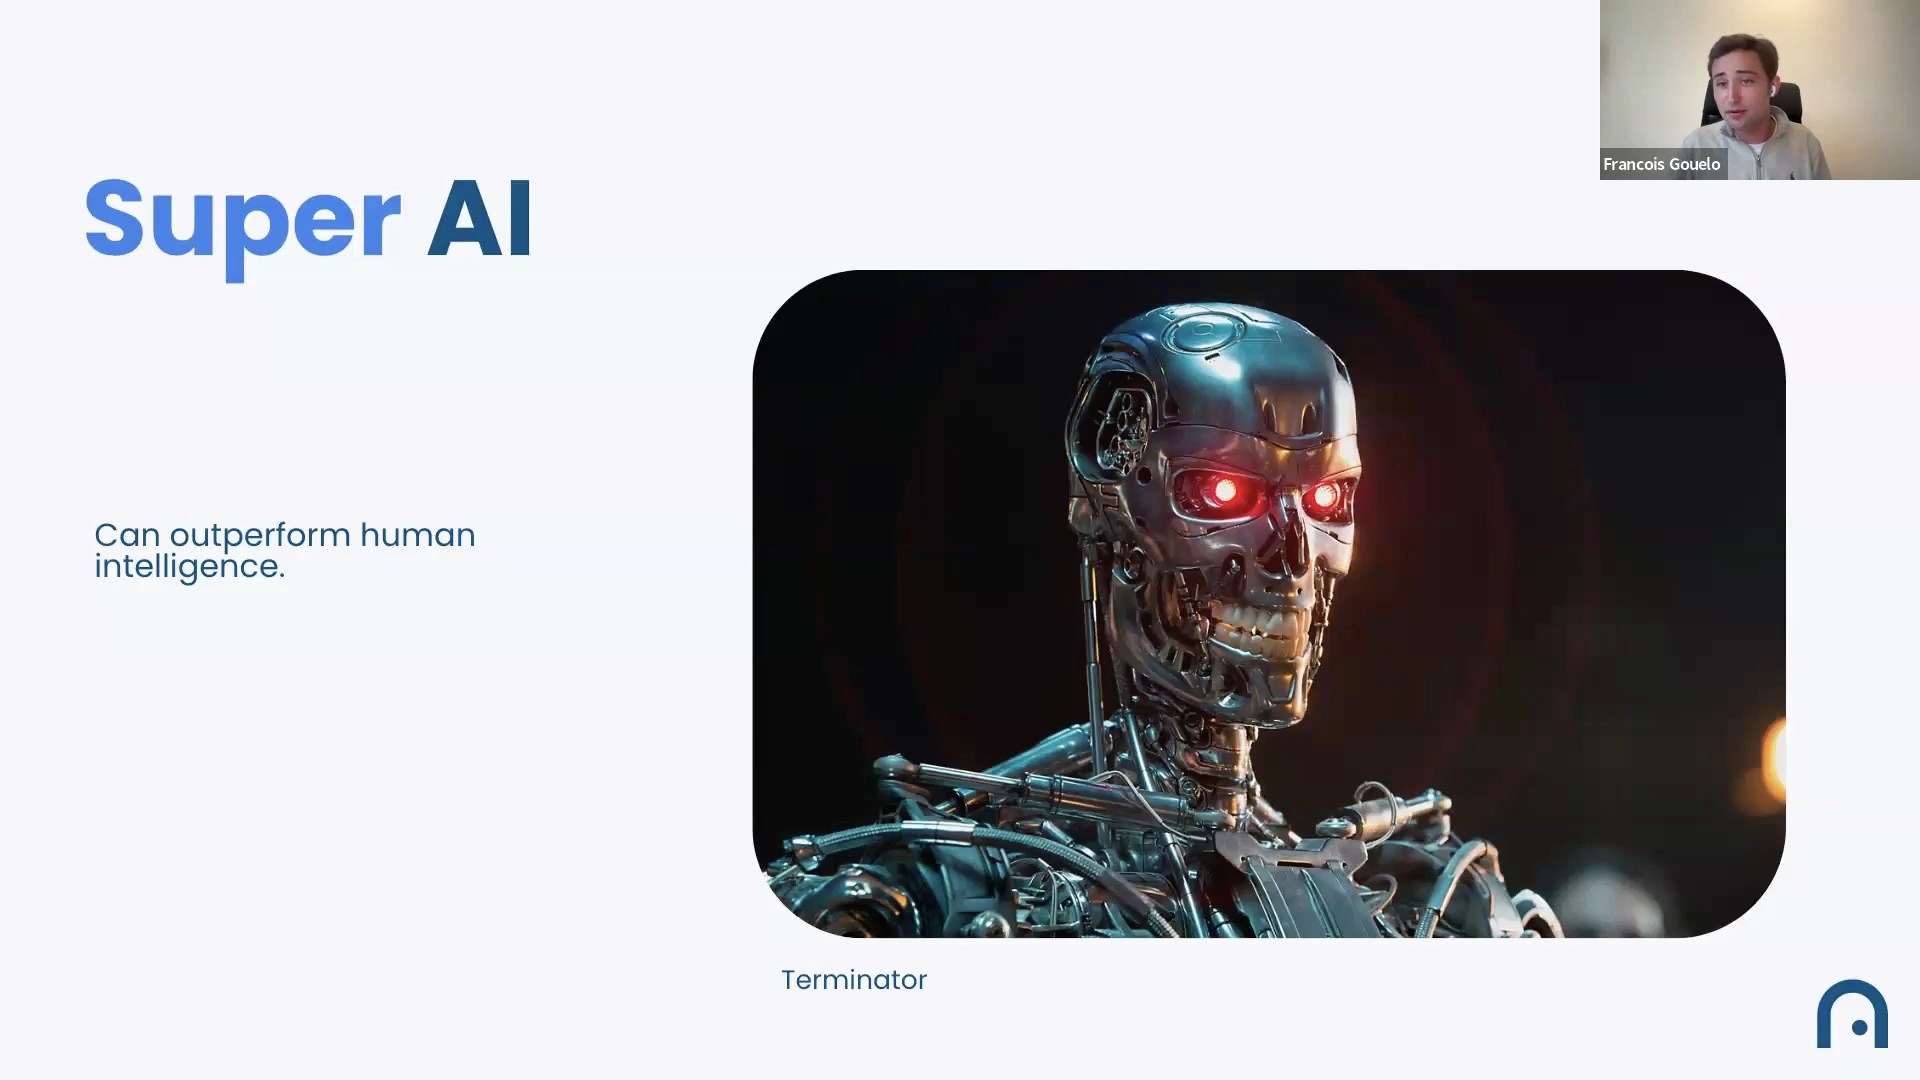 Francois Gouelo
Super AI
Can outperform human
intelligence.
Terminator